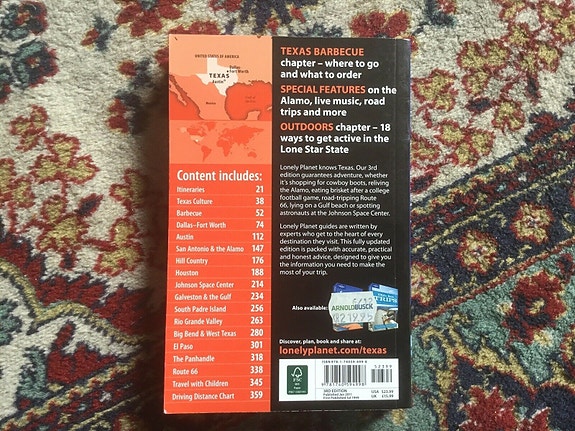 UNITED STATES OF AMERICA
Dallas–
Fort Worth
TEXAS
Austin
Mexico
Content includes:
Itineraries 21
Texas Culture 38
Barbecue 52
Dallas–Fort Worth 74
Austin 112
San Antonio & the Alamo 147
Hill Country 176
Houston 188
Johnson Space Center 214
Galveston & the Gulf 234
South Padre Island 256
Rio Grande Valley 263
Big Bend & West Texas 280
El Paso 301
The Panhandle 318
Route 66 338
Travel with Children 345
Driving Distance Chart 359
TEXAS BARBECUE
chapter – where to go
and what to order
SPECIAL FEATURES on the
Alamo, live music, road
trips and more
OUTDOORS chapter – 18
ways to get active in the
Lone Star State
Lonely Planet knows Texas. Our 3rd
edition guarantees adventure, whether
it's shopping for cowboy boots, reliving
the Alamo, eating brisket after a college
football game, road-tripping Route
66, lying on a Gulf beach or spotting
astronauts at the Johnson Space Center.
Lonely Planet guides are written by
experts who get to the heart of every
destination they visit. This fully updated
edition is packed with accurate, practical
and honest advice, designed to give you
the information you need to make the
most of your trip.
Also available:
TRIPS
ARNOLDBUSCK
Discover, plan, book and share at:
lonelyplanet.com/texas
52399
FSC
3RD EDITION
Published Jan 2011
USA $23.99
UK £15.99